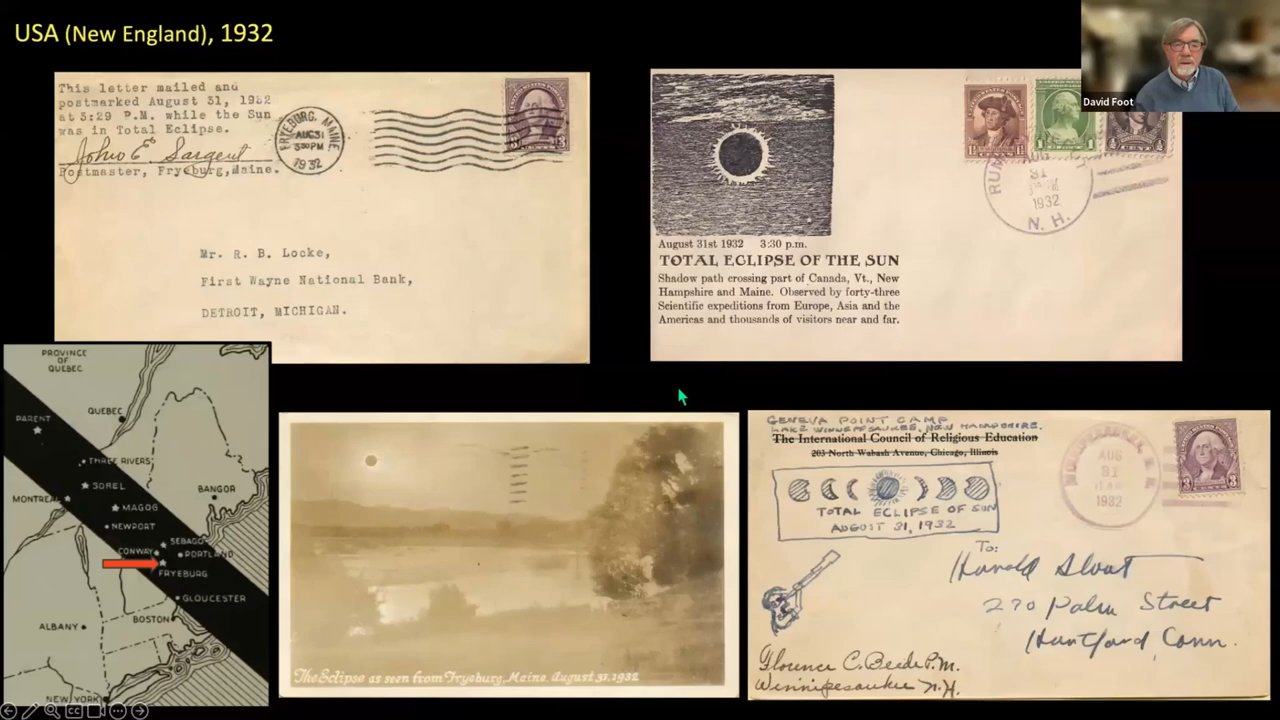 USA (New England), 1932
David Foot
This letter mailed and
postmarked August 31, 1932
at 3:29 P.M. while the Sun
was in Total Eclipse.
John E Sargent
Postmaster, Fryeburg, Maine.
FRYEBURG, MAINE
AUG 31
3 30 PM
1932
Mr. R. B. Locke,
First Wayne National Bank,
DETROIT, MICHIGAN.
AUG
31
1932
N. H.
August 31st 1932 3:30 p.m.
TOTAL ECLIPSE OF THE SUN
Shadow path crossing part of Canada, Vt., New
Hampshire and Maine. Observed by forty-three
Scientific expeditions from Europe, Asia and the
Americas and thousands of visitors near and far.
PROVINCE
OF
QUEBEC
PARENT
QUEBEC
THREE RIVERS
SOREL
BANGOR
MONTREAL
MAGOG
NEWPORT
SEBAGO
CONWAY
PORTLAND
FRYEBURG
GLOUCESTER
ALBANY
BOSTON
NEW YORK
The Eclipse as seen from Fryeburg, Maine. August 31, 1932
GENEVA POINT CAMP
LAKE WINNEPESAUKEE, NEW HAMPSHIRE.
The International Council of Religious Education
203 North Wabash Avenue, Chicago, Illinois
TOTAL ECLIPSE OF SUN
AUGUST 31, 1932
AUG
31
1932
3 3
To:
Harold Sloat
270 Palm Street
Hartford, Conn.
Florence C. Beede P.M.
Winnipesaukee N.H.